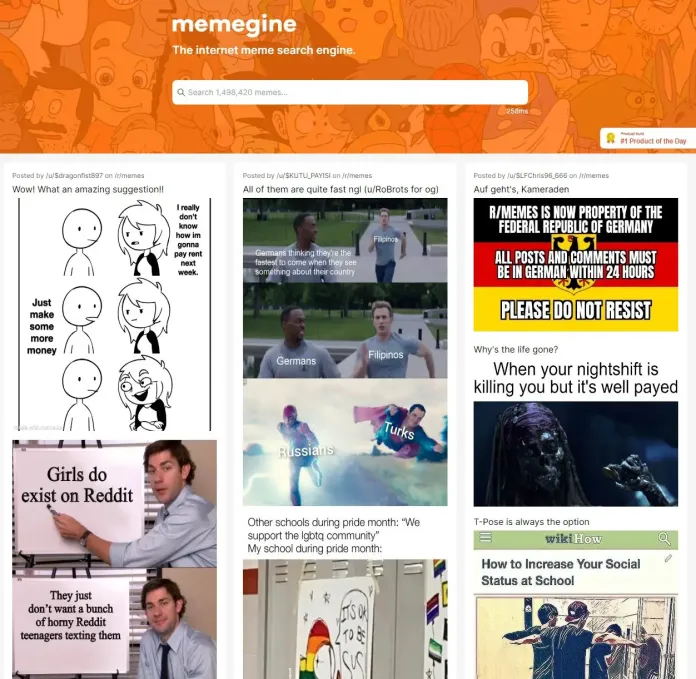 memegine
The internet meme search engine.
Search 1,498,420 memes...
258ms
Product Hunt
#1 Product of the Day
Posted by /u/$dragonfist897 on /r/memes
Wow! What an amazing suggestion!!
I really
don't
know
how im
gonna
pay rent
next
week.
Just
make
some
more
money
Girls do
exist on Reddit
They just
don't want a bunch
of horny Reddit
teenagers texting them
Posted by /u/$KUTU_PAYISI on /r/memes
All of them are quite fast ngl (u/RoBrots for og)
Germans thinking they're the
fastest to come when they see
something about their country
Filipinos
Germans
Filipinos
Russians
Turks
Other schools during pride month: "We
support the lgbtq community"
My school during pride month:
IT'S OK
TO BE
SUS
Posted by /u/$LFChris96_666 on /r/memes
Auf geht's, Kameraden
R/MEMES IS NOW PROPERTY OF THE
FEDERAL REPUBLIC OF GERMANY
ALL POSTS AND COMMENTS MUST
BE IN GERMAN WITHIN 24 HOURS
PLEASE DO NOT RESIST
Why's the life gone?
When your nightshift is
killing you but it's well payed
T-Pose is always the option
wikiHow
How to Increase Your Social
Status at School